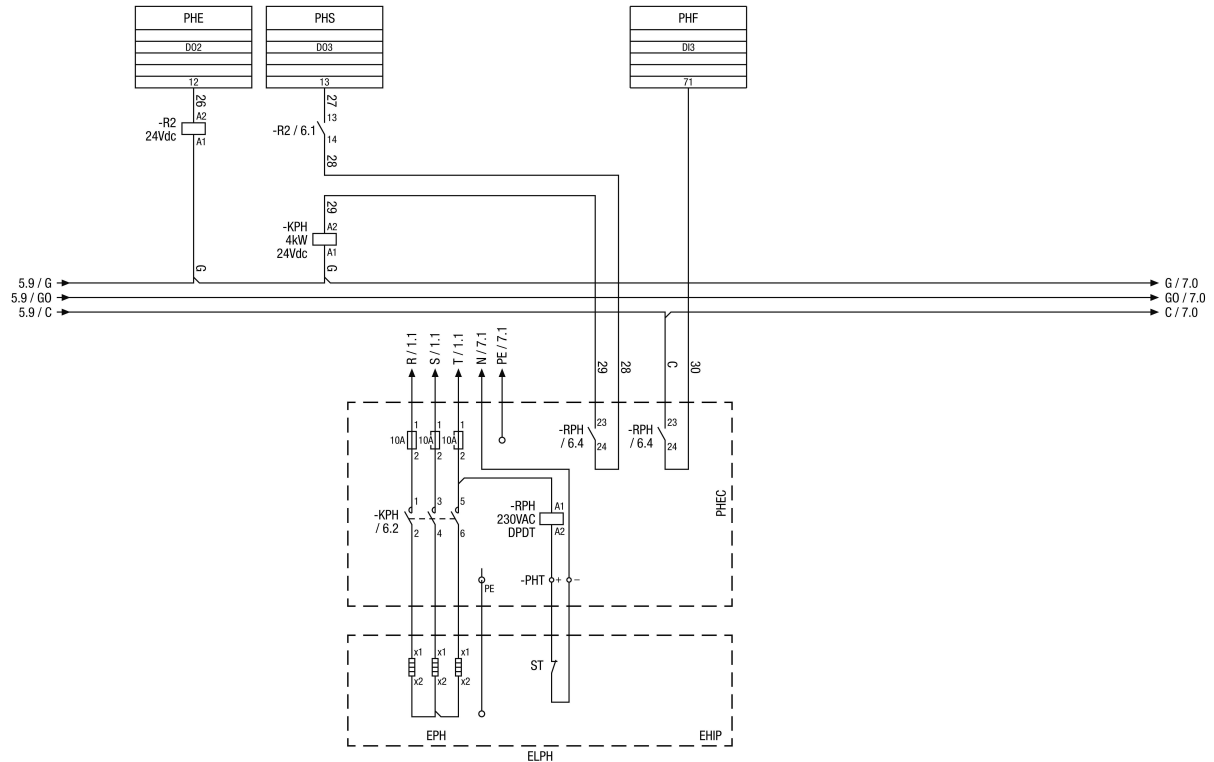 PHE
DO2
12
PHS
DO3
13
PHF
DI3
71
26
A2
-R2
24Vdc
A1
27
13
-R2 / 6.1
14
28
29
-KPH
A2
4kW
24Vdc
A1
G
G
5.9 / G
5.9 / GO
5.9 / C
G / 7.0
GO / 7.0
C / 7.0
R / 1.1
S / 1.1
T / 1.1
N / 7.1
PE / 7.1
29
28
C
30
1
1
1
10A
10A
10A
2
2
2
-RPH
/ 6.4
23
24
-RPH
/ 6.4
23
24
PHEC
-KPH
/ 6.2
1
3
5
2
4
6
-RPH
230VAC
DPDT
A1
A2
PE
-PHT
+
–
x1
x1
x1
x2
x2
x2
ST
EPH
EHIP
ELPH